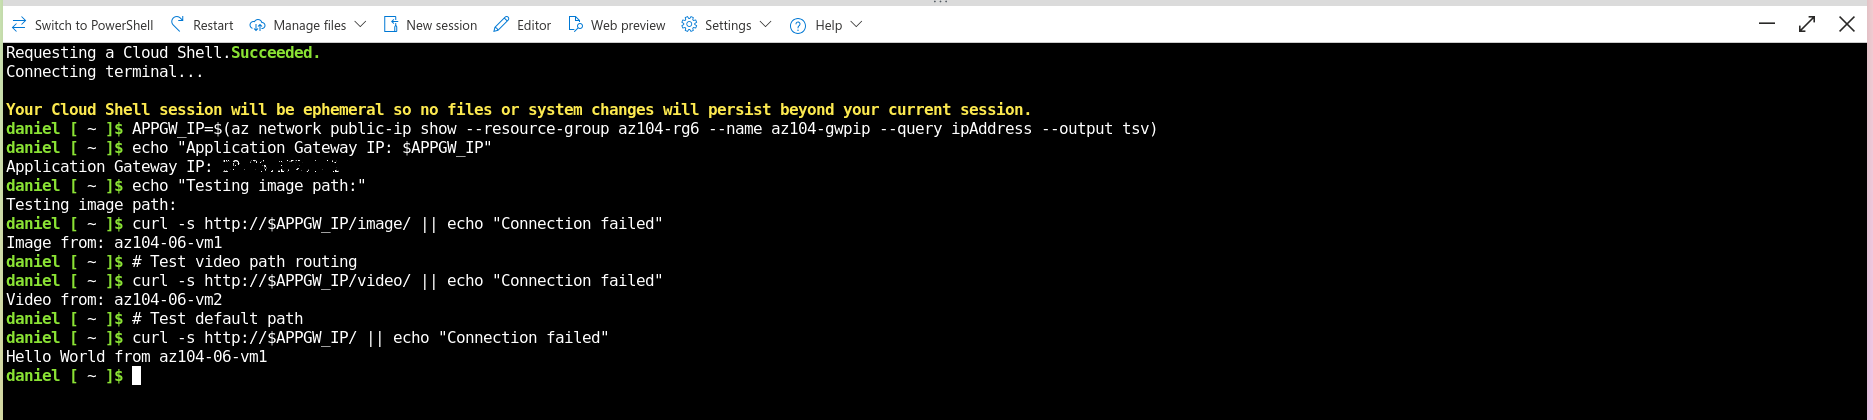 Switch to PowerShell Restart Manage files New session Editor Web preview Settings Help
Requesting a Cloud Shell.Succeeded.
Connecting terminal...
Your Cloud Shell session will be ephemeral so no files or system changes will persist beyond your current session.
daniel [ ~ ]$ APPGW_IP=$(az network public-ip show --resource-group az104-rg6 --name az104-gwpip --query ipAddress --output tsv)
daniel [ ~ ]$ echo "Application Gateway IP: $APPGW_IP"
Application Gateway IP:
daniel [ ~ ]$ echo "Testing image path:"
Testing image path:
daniel [ ~ ]$ curl -s http://$APPGW_IP/image/ || echo "Connection failed"
Image from: az104-06-vm1
daniel [ ~ ]$ # Test video path routing
daniel [ ~ ]$ curl -s http://$APPGW_IP/video/ || echo "Connection failed"
Video from: az104-06-vm2
daniel [ ~ ]$ # Test default path
daniel [ ~ ]$ curl -s http://$APPGW_IP/ || echo "Connection failed"
Hello World from az104-06-vm1
daniel [ ~ ]$